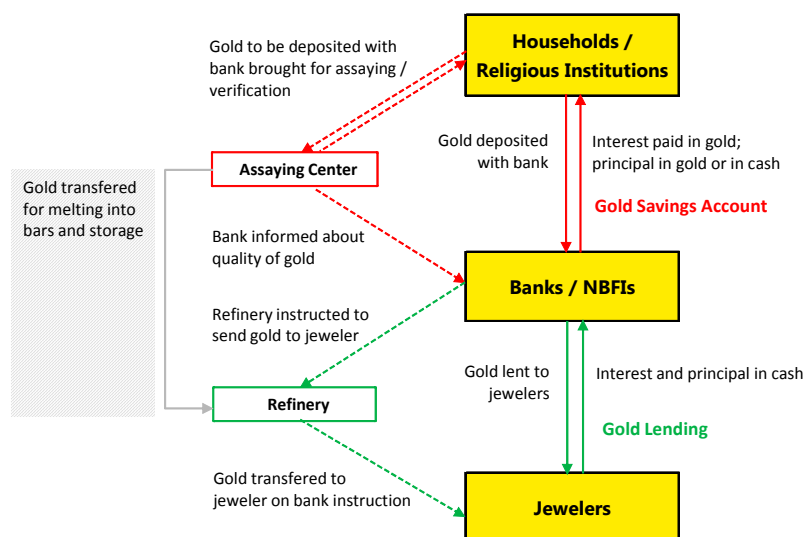 Gold to be deposited with
bank brought for assaying /
verification
Households /
Religious Institutions
Gold deposited
with bank
Interest paid in gold;
principal in gold or in cash
Assaying Center
Gold transfered
for melting into
bars and storage
Gold Savings Account
Bank informed about
quality of gold
Banks / NBFIs
Refinery instructed to
send gold to jeweler
Gold lent to
jewelers
Interest and principal in cash
Refinery
Gold Lending
Gold transfered to
jeweler on bank instruction
Jewelers